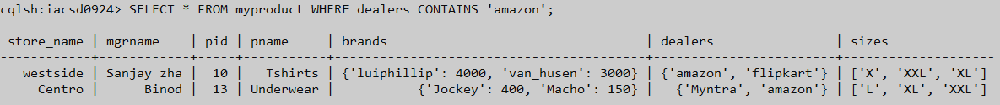 cqlsh:iacsd0924> SELECT * FROM myproduct WHERE dealers CONTAINS 'amazon';
store_name | mgrname | pid | pname | brands | dealers | sizes
------------+------------+-----+-----------+---------------------------------------+------------------------+--------------------
westside | Sanjay zha | 10 | Tshirts | {'luiphillip': 4000, 'van_husen': 3000} | {'amazon', 'flipkart'} | ['X', 'XXL', 'XL']
Centro | Binod | 13 | Underwear | {'Jockey': 400, 'Macho': 150} | {'Myntra', 'amazon'} | ['L', 'XL', 'XXL']